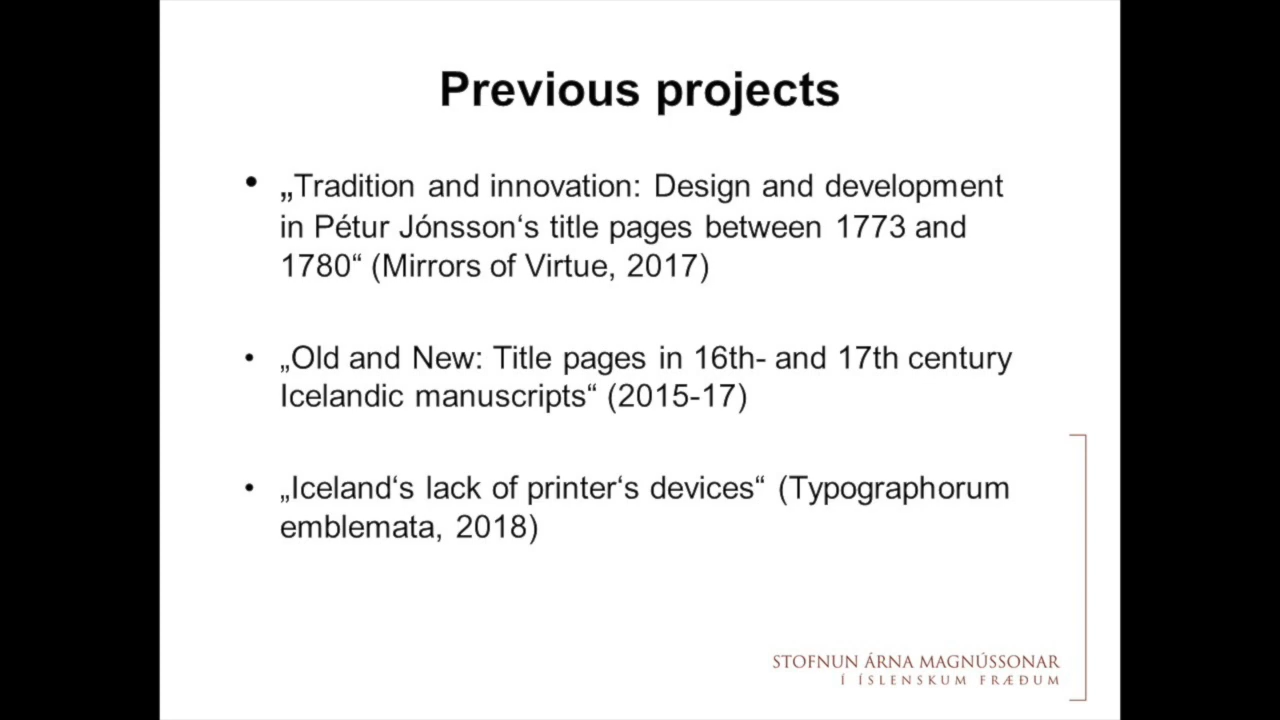 Previous projects
• „Tradition and innovation: Design and development
in Pétur Jónsson‘s title pages between 1773 and
1780“ (Mirrors of Virtue, 2017)
• „Old and New: Title pages in 16th- and 17th century
Icelandic manuscripts“ (2015-17)
• „Iceland‘s lack of printer‘s devices“ (Typographorum
emblemata, 2018)
STOFNUN ÁRNA MAGNÚSSONAR
Í ÍSLENSKUM FRÆÐUM